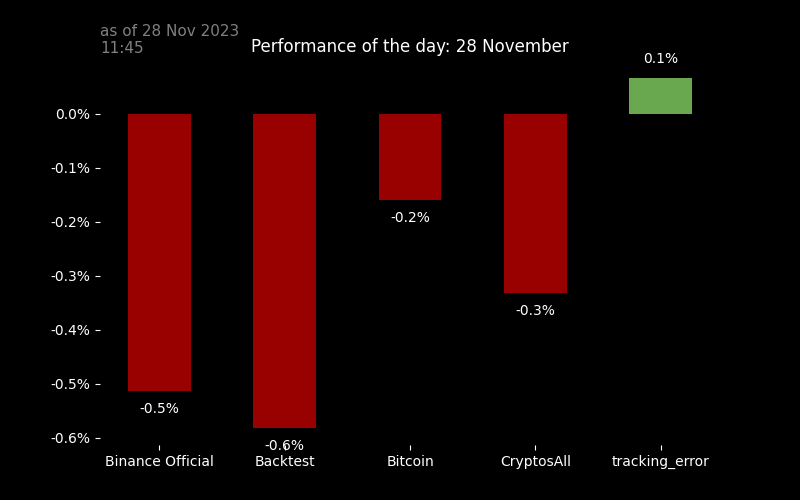 as of 28 Nov 2023
11:45
Performance of the day: 28 November
0.1%
0.0%
-0.1%
-0.2%
-0.2%
-0.3%
-0.3%
-0.4%
-0.5%
-0.5%
-0.6%
-0.6%
Binance Official
Backtest
Bitcoin
CryptosAll
tracking_error